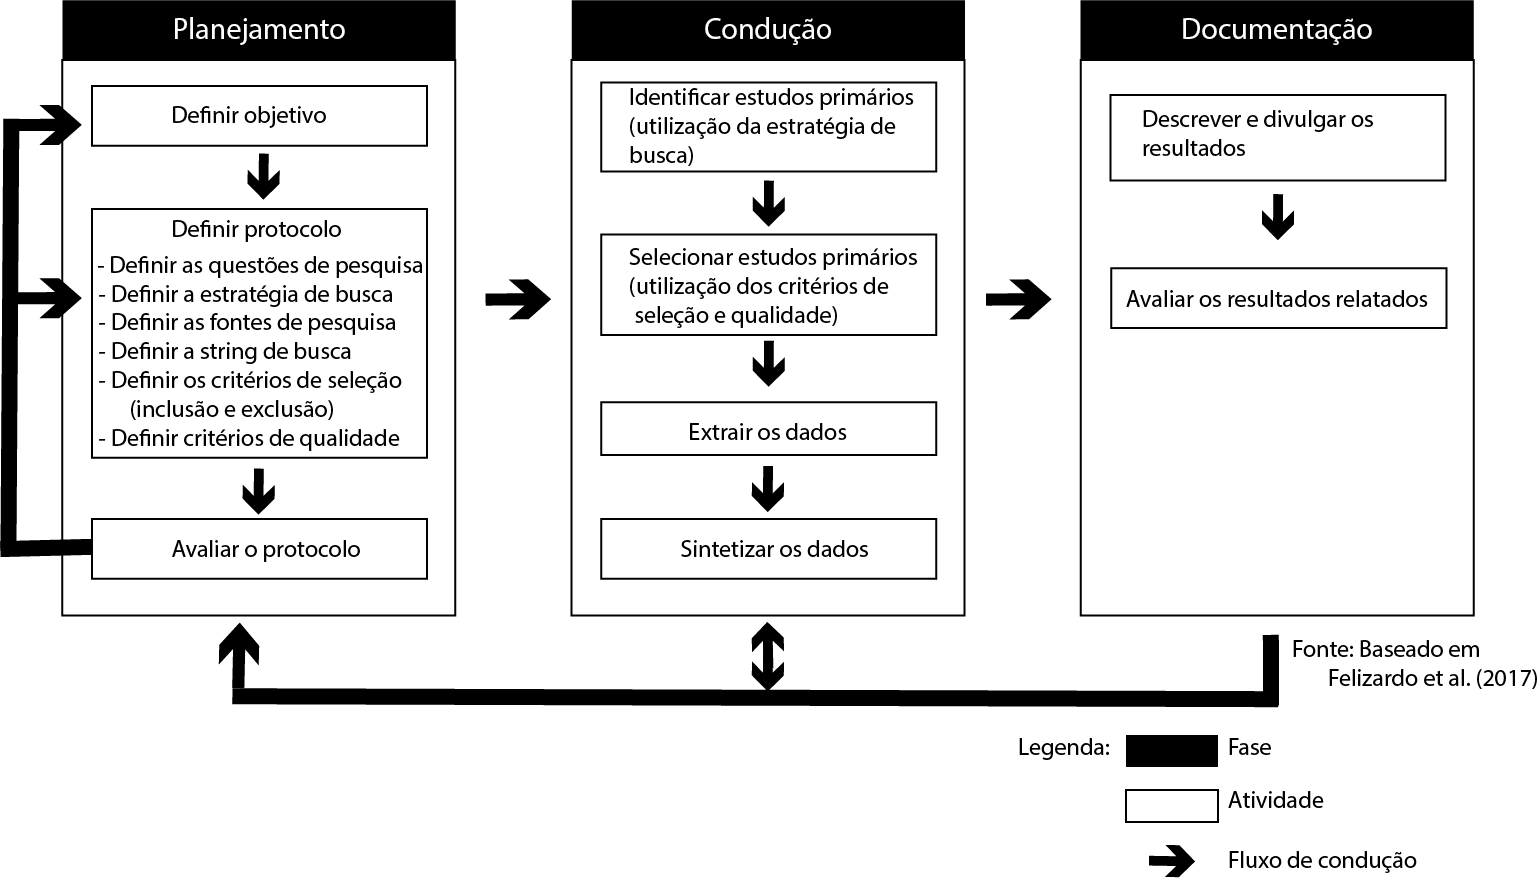 Planejamento
Definir objetivo
Definir protocolo
- Definir as questões de pesquisa
- Definir a estratégia de busca
- Definir as fontes de pesquisa
- Definir a string de busca
- Definir os critérios de seleção
(inclusão e exclusão)
- Definir critérios de qualidade
Avaliar o protocolo
Condução
Identificar estudos primários
(utilização da estratégia de
busca)
Selecionar estudos primários
(utilização dos critérios de
seleção e qualidade)
Extrair os dados
Sintetizar os dados
Documentação
Descrever e divulgar os
resultados
Avaliar os resultados relatados
Fonte: Baseado em
Felizardo et al. (2017)
Legenda:
Fase
Atividade
Fluxo de condução